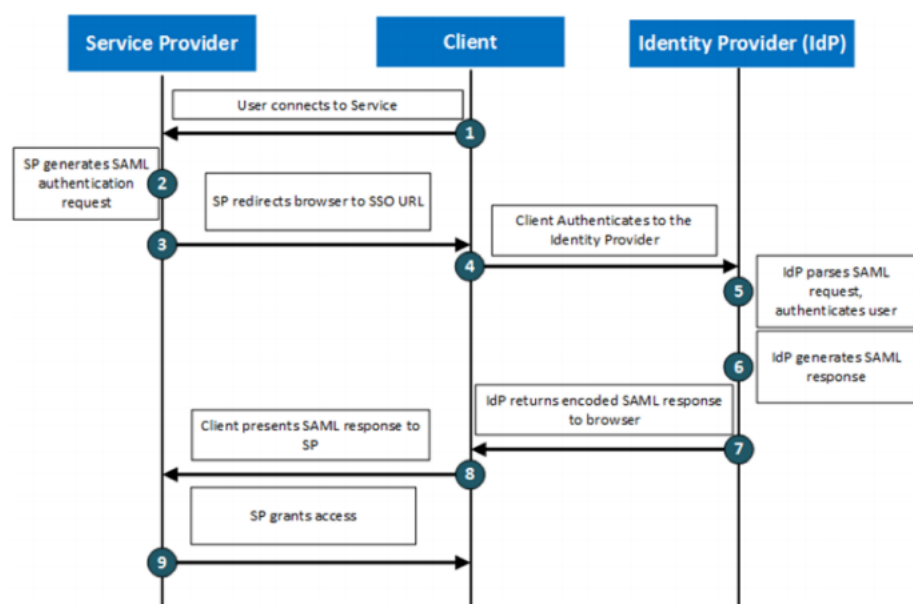 Service Provider
Client
Identity Provider (IdP)
User connects to Service
1
SP generates SAML
authentication
request
2
SP redirects browser to SSO URL
3
Client Authenticates to the
Identity Provider
4
5
IdP parses SAML
request,
authenticates user
6
IdP generates SAML
response
IdP returns encoded SAML response
to browser
7
Client presents SAML response to
SP
8
SP grants access
9